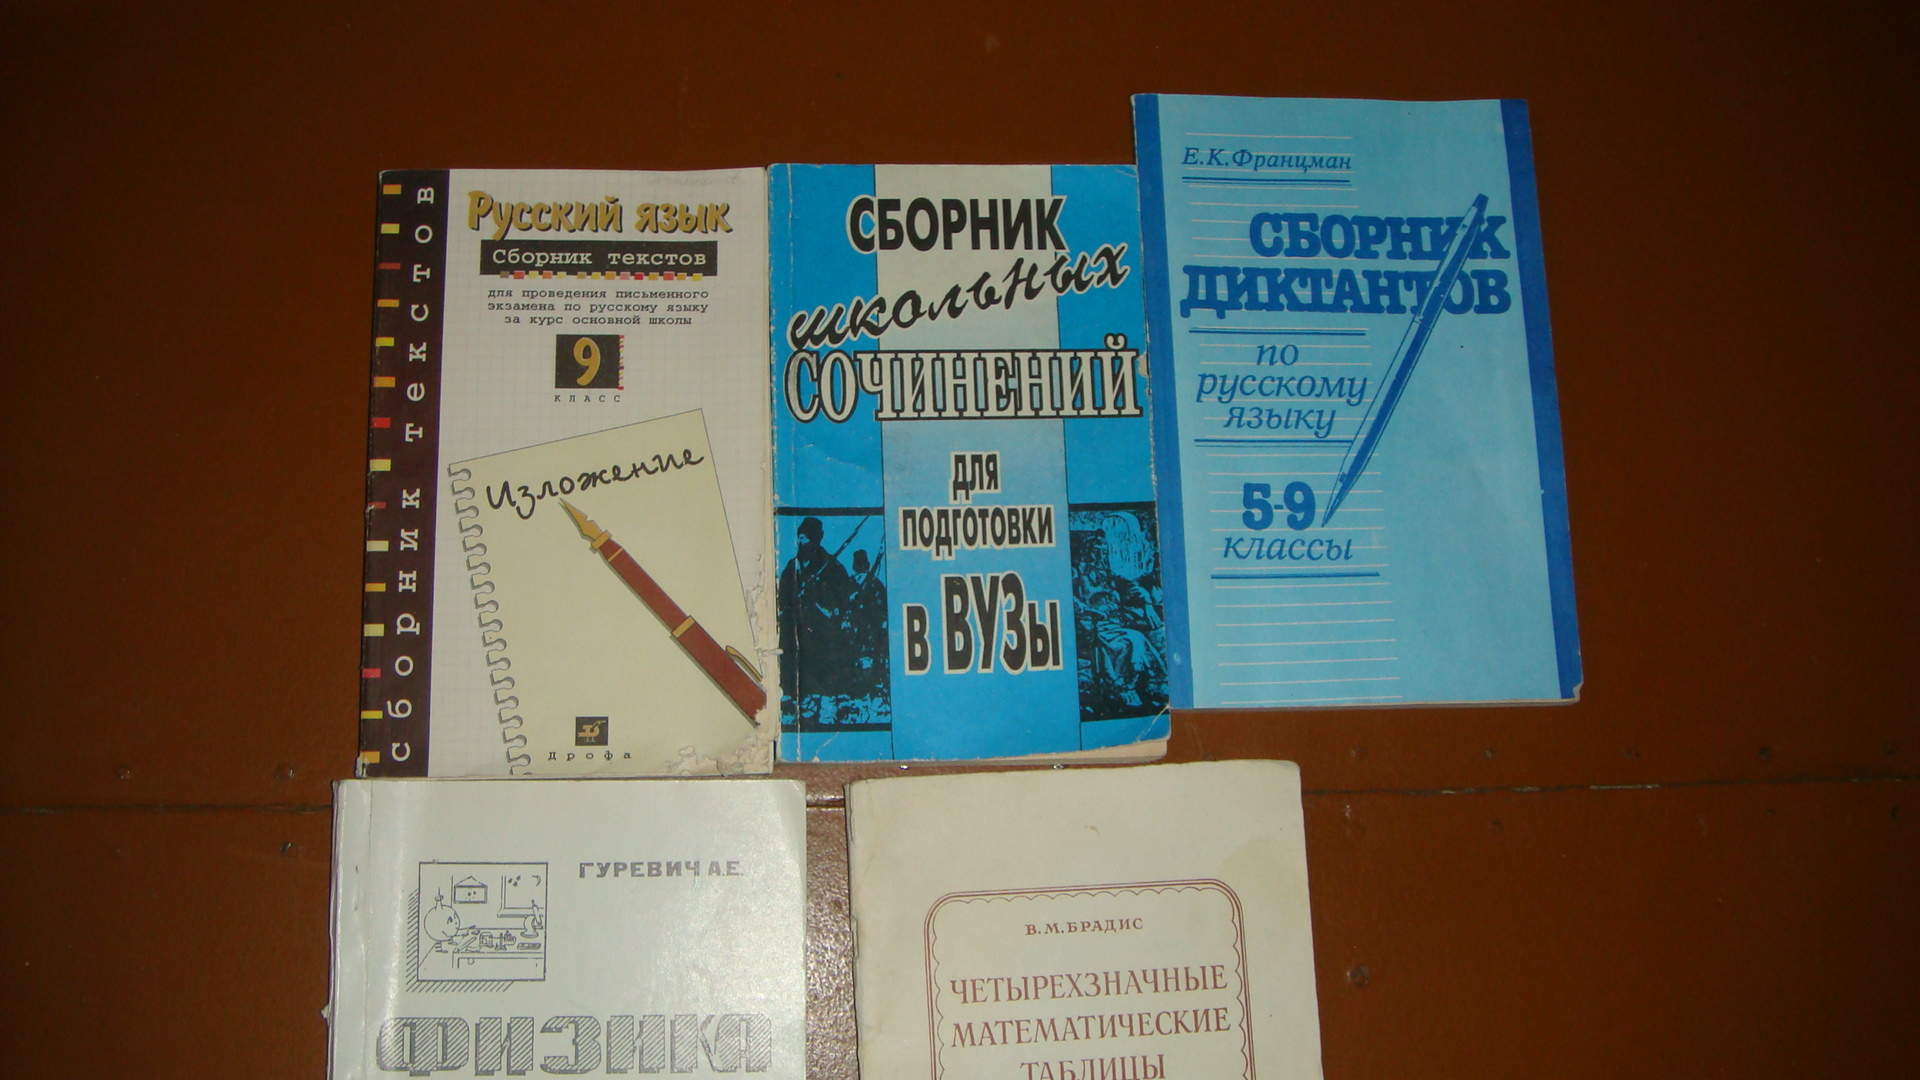 сборник текстов
Русский язык
Сборник текстов
для проведения письменного
экзамена по русскому языку
за курс основной школы
9
класс
Изложение
Дрофа
СБОРНИК
школьных
СОЧИНЕНИЙ
ДЛЯ
ПОДГОТОВКИ
В ВУЗы
Е.К.Францман
СБОРНИК
ДИКТАНТОВ
по
русскому
языку
5-9
классы
ГУРЕВИЧ А.Е.
ФИЗИКА
В.М.БРАДИС
ЧЕТЫРЕХЗНАЧНЫЕ
МАТЕМАТИЧЕСКИЕ
ТАБЛИЦЫ